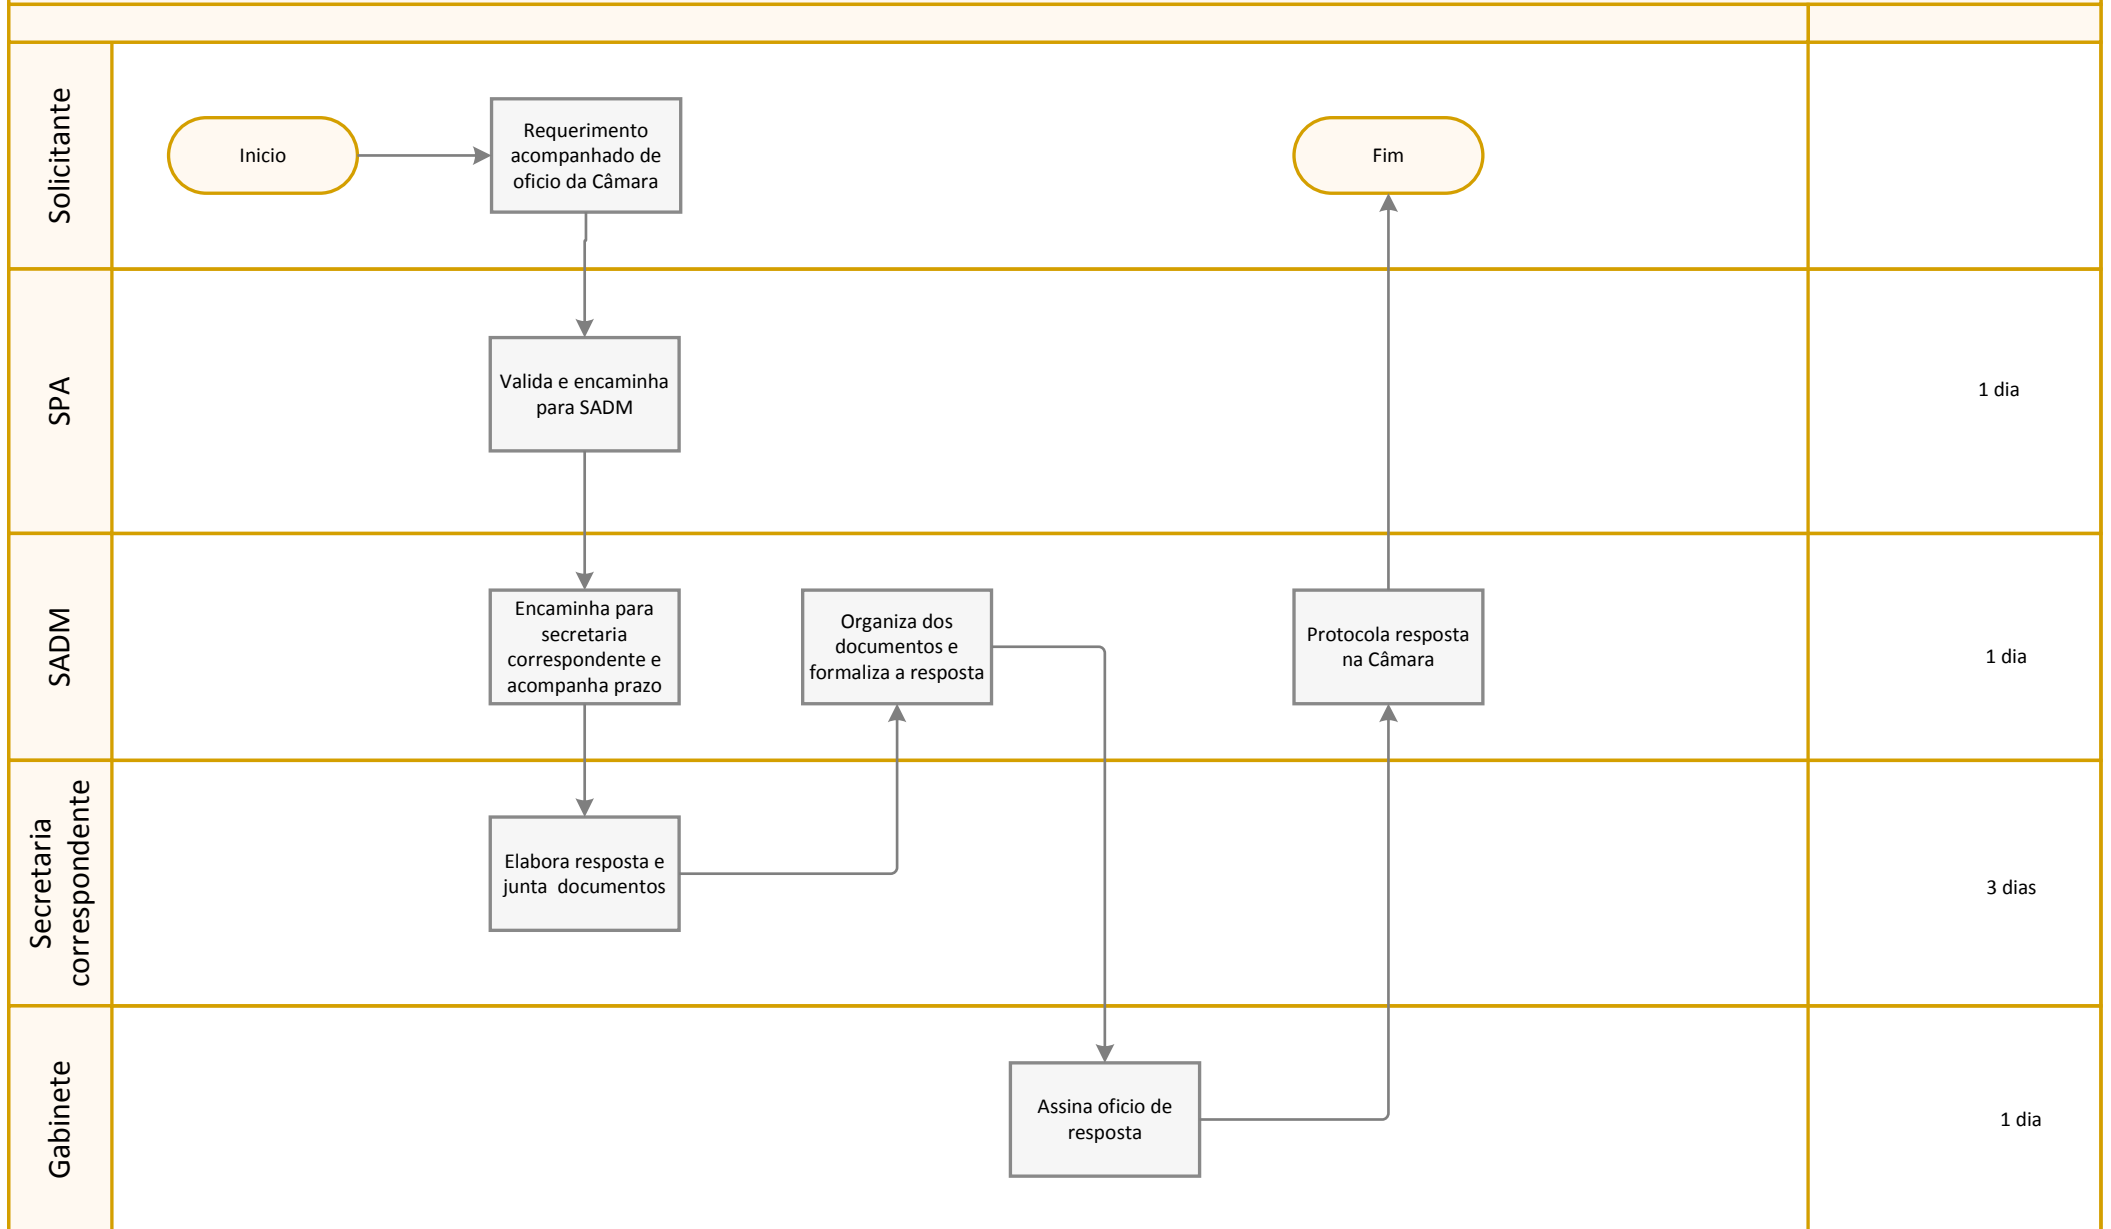 Solicitante
Inicio
Requerimento
acompanhado de
oficio da Câmara
Fim
SPA
Valida e encaminha
para SADM
1 dia
SADM
Encaminha para
secretaria
correspondente e
acompanha prazo
Organiza dos
documentos e
formaliza a resposta
Protocola resposta
na Câmara
1 dia
Secretaria
correspondente
Elabora resposta e
junta documentos
3 dias
Gabinete
Assina oficio de
resposta
1 dia